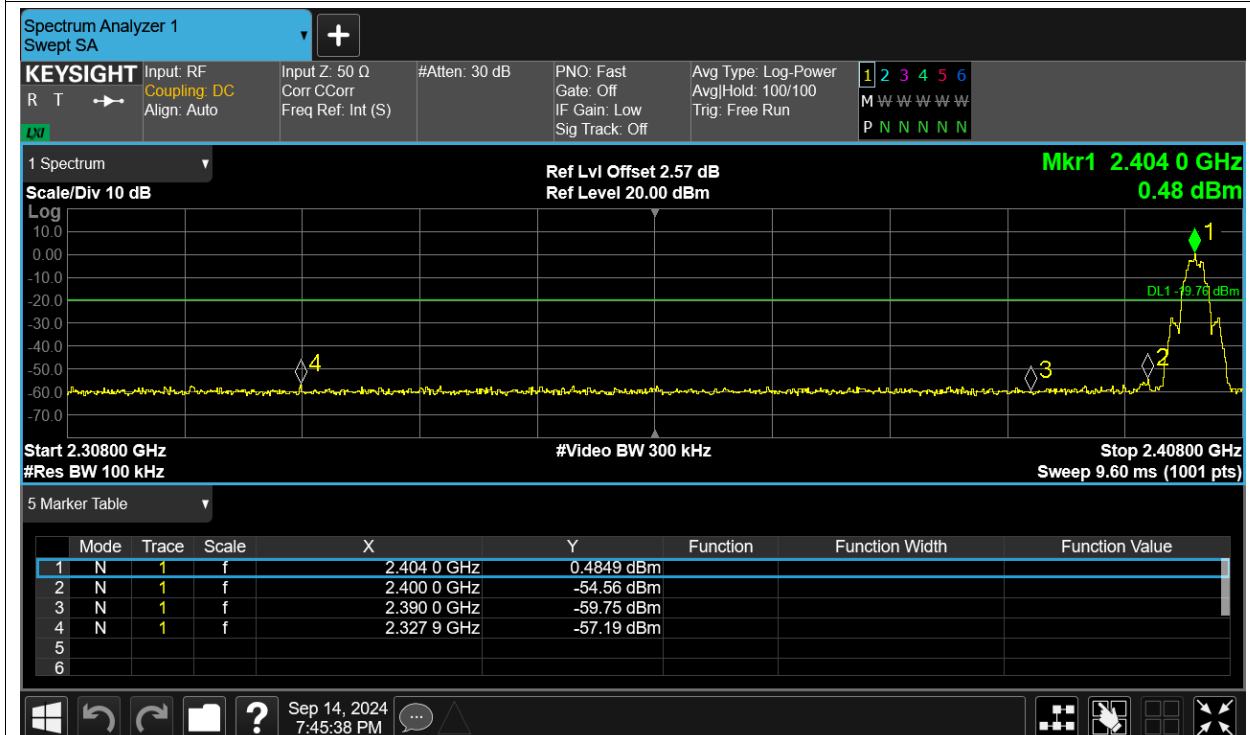 Spectrum Analyzer 1
Swept SA
+
KEYSIGHT
R T
LXI
Input: RF
Coupling: DC
Align: Auto
Input Z: 50 Ω
Corr CCorr
Freq Ref: Int (S)
#Atten: 30 dB
PNO: Fast
Gate: Off
IF Gain: Low
Sig Track: Off
Avg Type: Log-Power
Avg|Hold: 100/100
Trig: Free Run
1 2 3 4 5 6
M W W W W W W
P N N N N N N
1 Spectrum
Scale/Div 10 dB
Ref Lvl Offset 2.57 dB
Ref Level 20.00 dBm
Mkr1 2.404 0 GHz
0.48 dBm
Log
10.0
0.00
-10.0
-20.0
-30.0
-40.0
-50.0
-60.0
-70.0
1
DL1 -19.76 dBm
2
3
4
Start 2.30800 GHz
#Res BW 100 kHz
#Video BW 300 kHz
Stop 2.40800 GHz
Sweep 9.60 ms (1001 pts)
5 Marker Table
Mode Trace Scale X Y Function Function Width Function Value
1 N 1 f 2.404 0 GHz 0.4849 dBm
2 N 1 f 2.400 0 GHz -54.56 dBm
3 N 1 f 2.390 0 GHz -59.75 dBm
4 N 1 f 2.327 9 GHz -57.19 dBm
5
6
?
Sep 14, 2024
7:45:38 PM